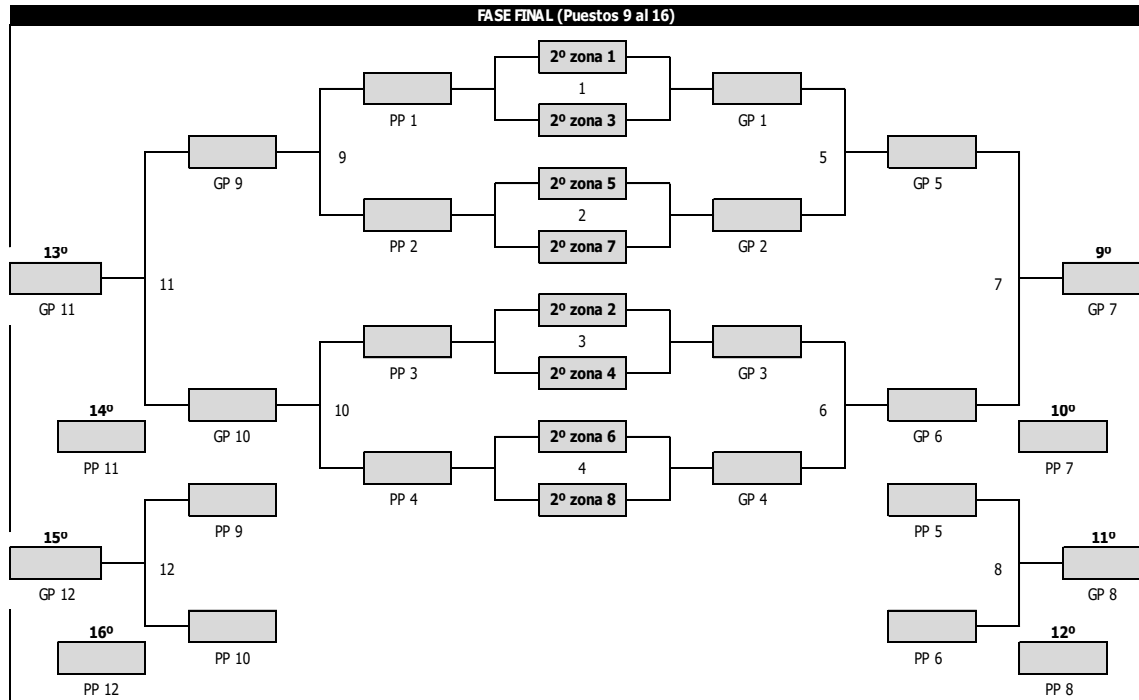 FASE FINAL (Puestos 9 al 16)
2º zona 1
1
PP 1
2º zona 3
GP 1
GP 9
9
5
GP 5
2º zona 5
2
PP 2
2º zona 7
GP 2
13º
9º
11
7
GP 11
GP 7
2º zona 2
3
PP 3
2º zona 4
GP 3
14º
GP 10
10
6
GP 6
10º
2º zona 6
PP 11
PP 7
4
PP 4
2º zona 8
GP 4
PP 9
PP 5
15º
11º
12
8
GP 12
GP 8
16º
PP 10
PP 6
12º
PP 12
PP 8